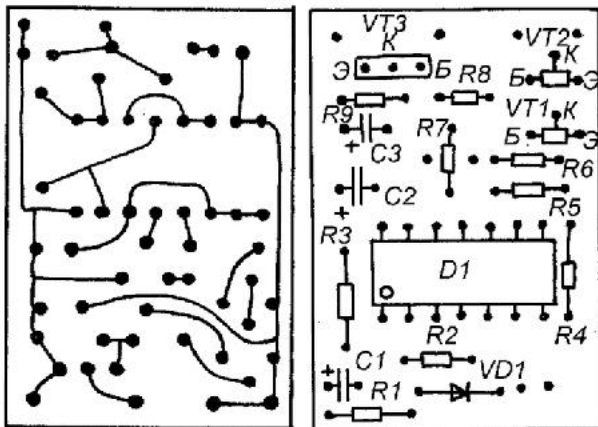 VT3 VT2
К К
Э Б R8 Б Э
R9 R7 VT1 К
+ C3 Б Э
R6
C2
+ R5
R3
D1
R2 R4
+ C1 R1 VD1